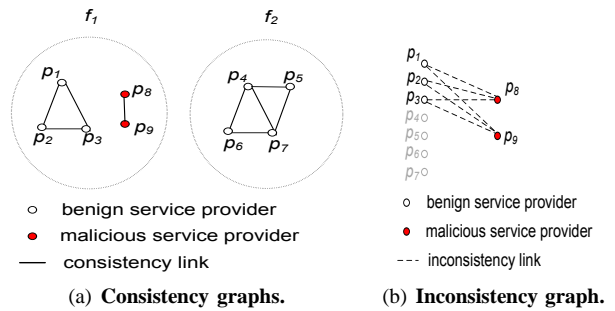 f1 f2
p1 p8 p9 p2 p3
p4 p5 p6 p7
benign service provider
malicious service provider
consistency link
(a) Consistency graphs.
p1
p2
p3
p4
p5
p6
p7
p8
p9
benign service provider
malicious service provider
inconsistency link
(b) Inconsistency graph.